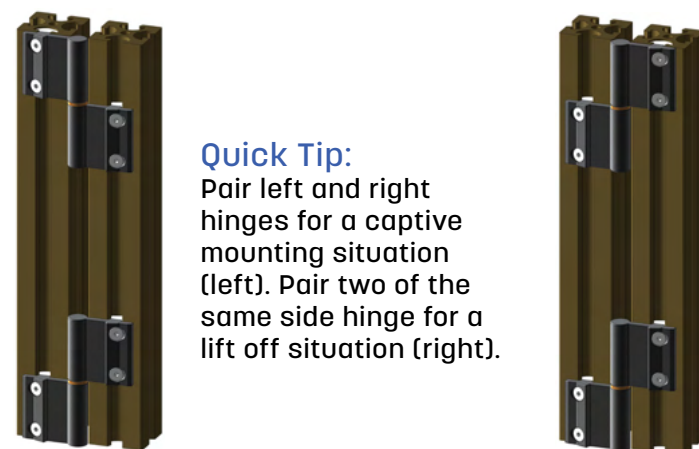 Quick Tip:
Pair left and right
hinges for a captive
mounting situation
(left). Pair two of the
same side hinge for a
lift off situation (right).